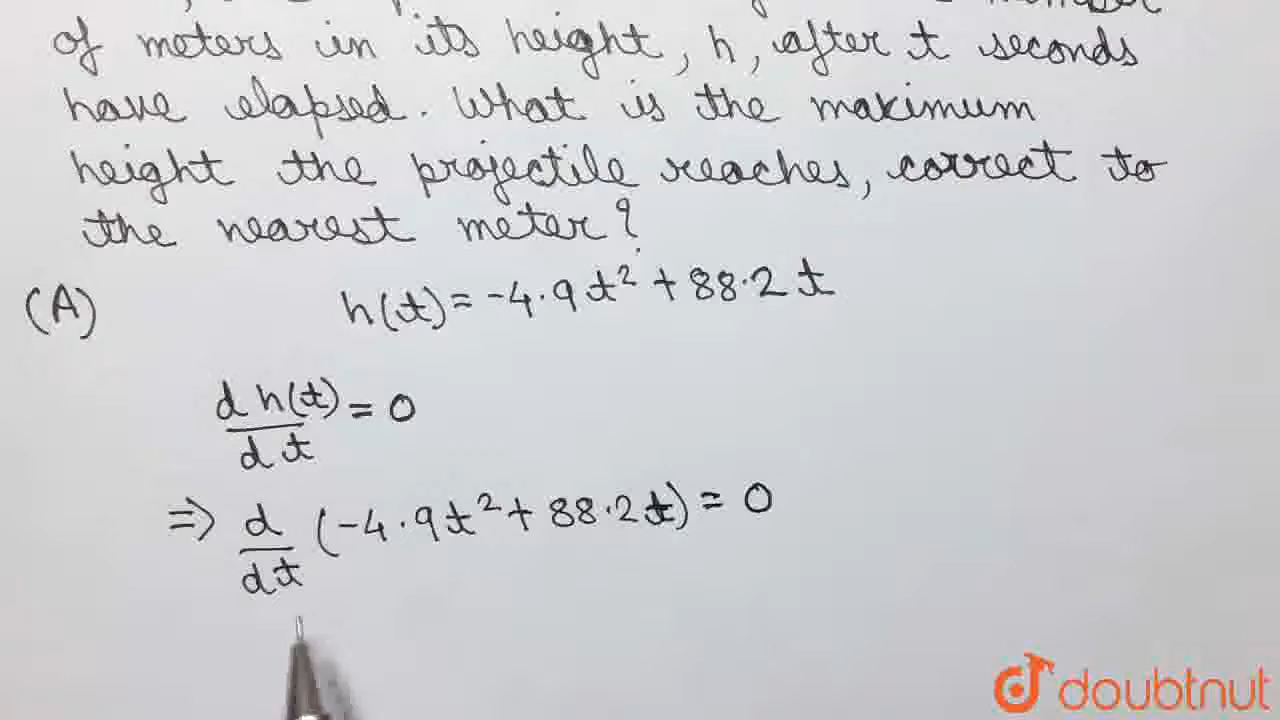 of meters in its height, h, after t seconds
have elapsed. What is the maximum
height the projectile reaches, correct to
the nearest meter?
(A) h(t) = -4.9t² + 88.2t
d h(t) = 0
dt
⇒ d (-4.9t² + 88.2t) = 0
dt
doubtnut